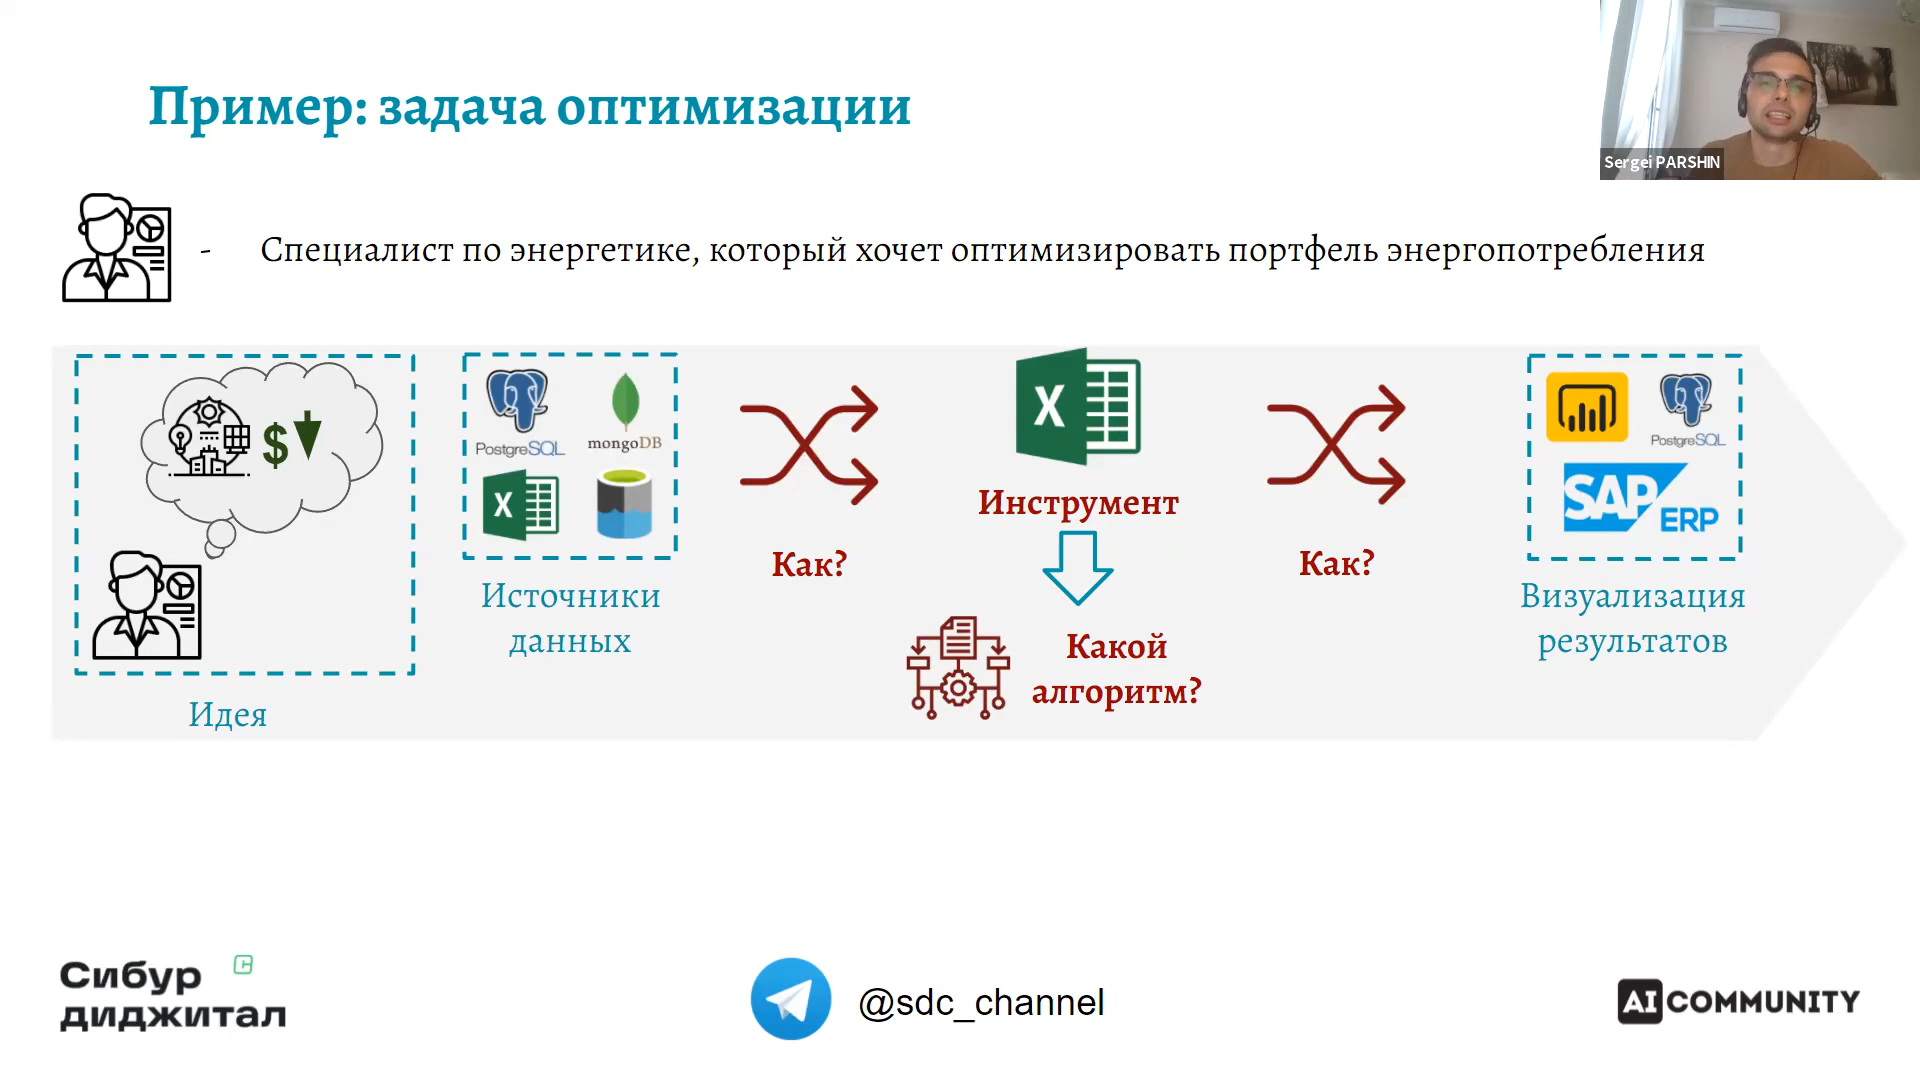 Пример: задача оптимизации
Sergei PARSHIN
- Специалист по энергетике, который хочет оптимизировать портфель энергопотребления
$
Идея
PostgreSQL
mongoDB
X
Источники
данных
Как?
X
Инструмент
Какой
алгоритм?
Как?
PostgreSQL
SAP
ERP
Визуализация
результатов
Сибур
диджитал
@sdc_channel
AI COMMUNITY